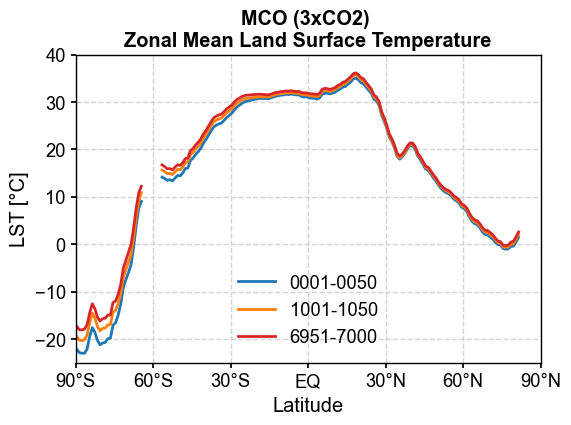 MCO (3xCO2)
Zonal Mean Land Surface Temperature
40
30
20
10
0
−10
−20
LST [°C]
0001-0050
1001-1050
6951-7000
90°S 60°S 30°S EQ 30°N 60°N 90°N
Latitude